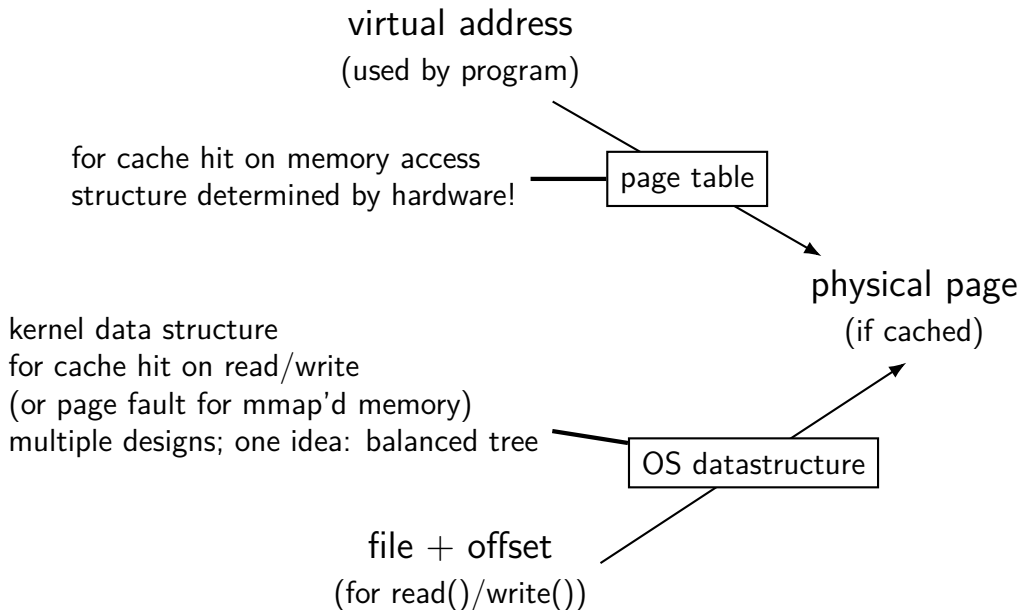 virtual address
(used by program)
for cache hit on memory access
structure determined by hardware!
page table
physical page
(if cached)
kernel data structure
for cache hit on read/write
(or page fault for mmap'd memory)
multiple designs; one idea: balanced tree
OS datastructure
file + offset
(for read()/write())